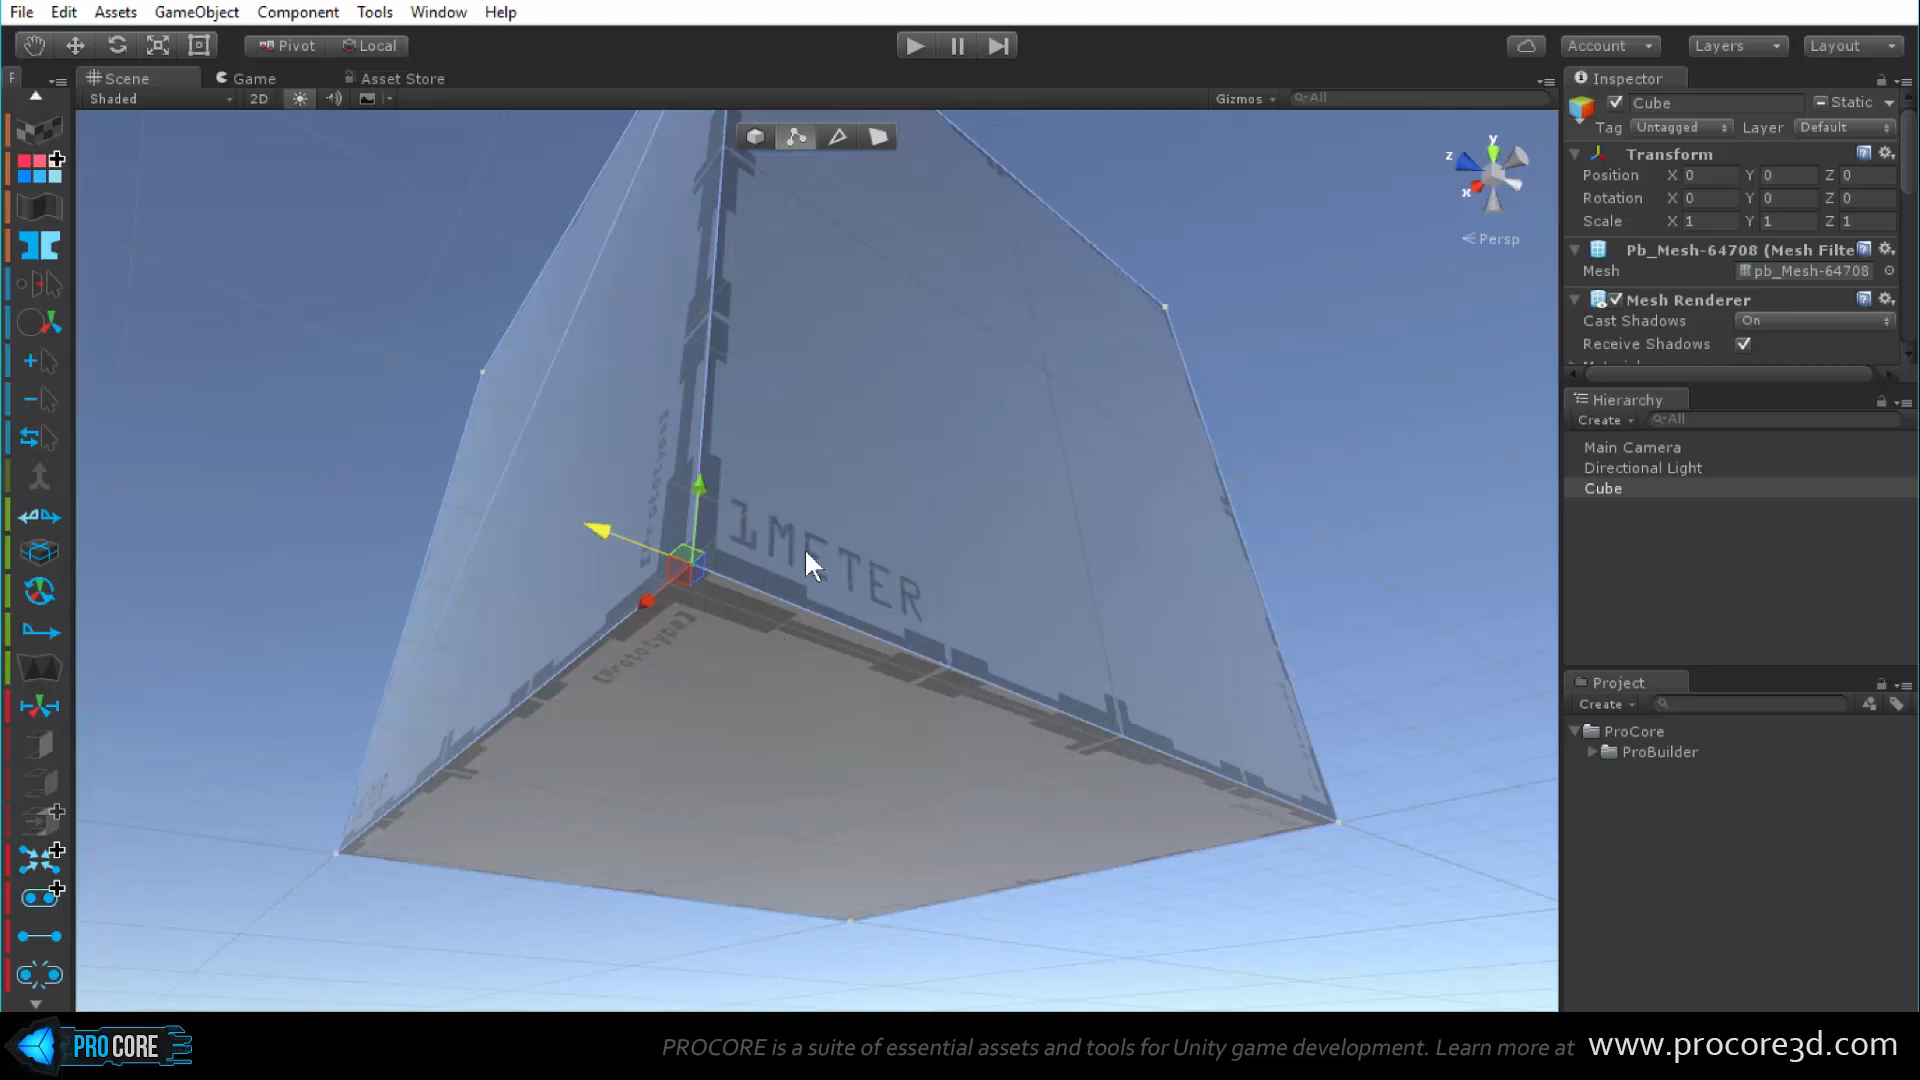 File Edit Assets GameObject Component Tools Window Help
Pivot Local
Account Layers Layout
Scene Game Asset Store
Shaded 2D Gizmos All
Inspector
Cube Static
Tag Untagged Layer Default
Transform
Position X 0 Y 0 Z 0
Rotation X 0 Y 0 Z 0
Scale X 1 Y 1 Z 1
Pb_Mesh-64708 (Mesh Filte
Mesh pb_Mesh-64708
Mesh Renderer
Cast Shadows On
Receive Shadows
y
z
x
Persp
[Prototype]
1METER
[Prototype]
Hierarchy
Create All
Main Camera
Directional Light
Cube
Project
Create
ProCore
ProBuilder
PROCORE
PROCORE is a suite of essential assets and tools for Unity game development. Learn more at www.procore3d.com